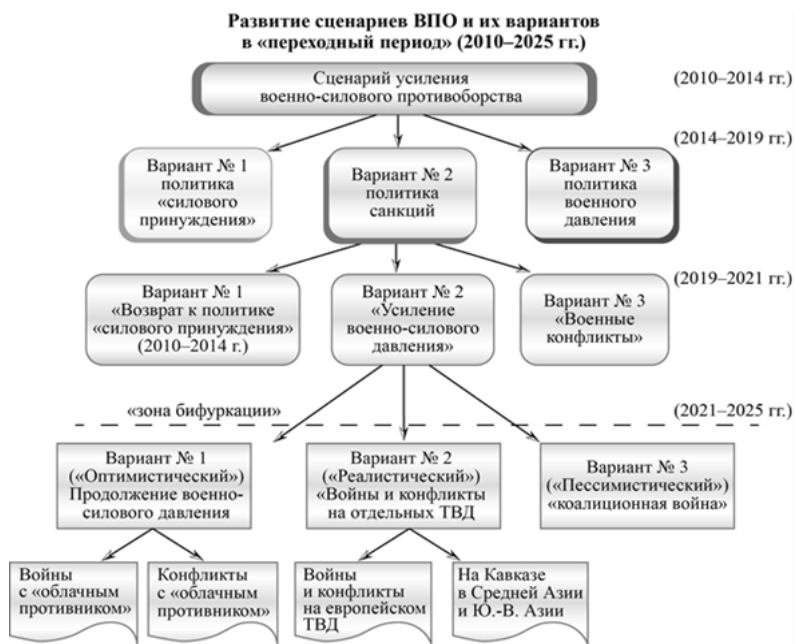 Развитие сценариев ВПО и их вариантов
в «переходный период» (2010–2025 гг.)
Сценарий усиления
военно-силового противоборства
(2010–2014 гг.)
(2014–2019 гг.)
Вариант № 1
политика
«силового
принуждения»
Вариант № 2
политика
санкций
Вариант № 3
политика
военного
давления
(2019–2021 гг.)
Вариант № 1
«Возврат к политике
«силового принуждения»
(2010–2014 г.)
Вариант № 2
«Усиление
военно-силового
давления»
Вариант № 3
«Военные
конфликты»
«зона бифуркации»
(2021–2025 гг.)
Вариант № 1
(«Оптимистический»)
Продолжение военно-
силового давления
Вариант № 2
(«Реалистический»)
«Войны и конфликты
на отдельных ТВД
Вариант № 3
(«Пессимистический»)
«коалиционная война»
Войны
с «облачным
противником»
Конфликты
с «облачным
противником»
Войны
и конфликты
на европейском
ТВД
На Кавказе
в Средней Азии
и Ю.-В. Азии